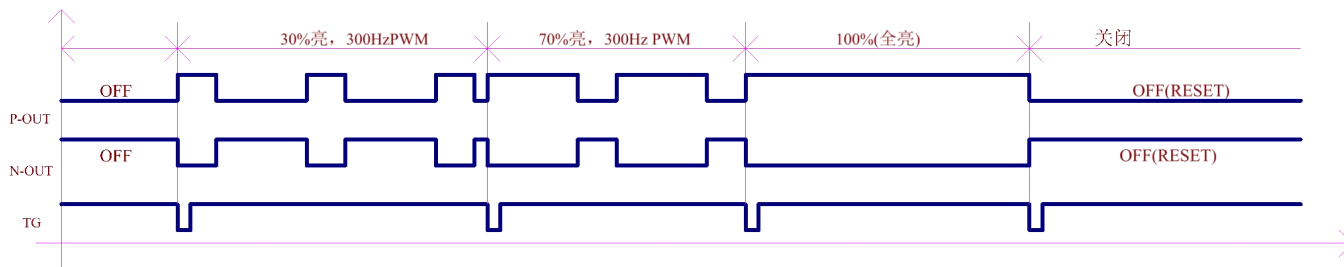 30%亮，300HzPWM
70%亮，300Hz PWM
100%(全亮)
关闭
OFF
OFF(RESET)
P-OUT
OFF
OFF(RESET)
N-OUT
TG